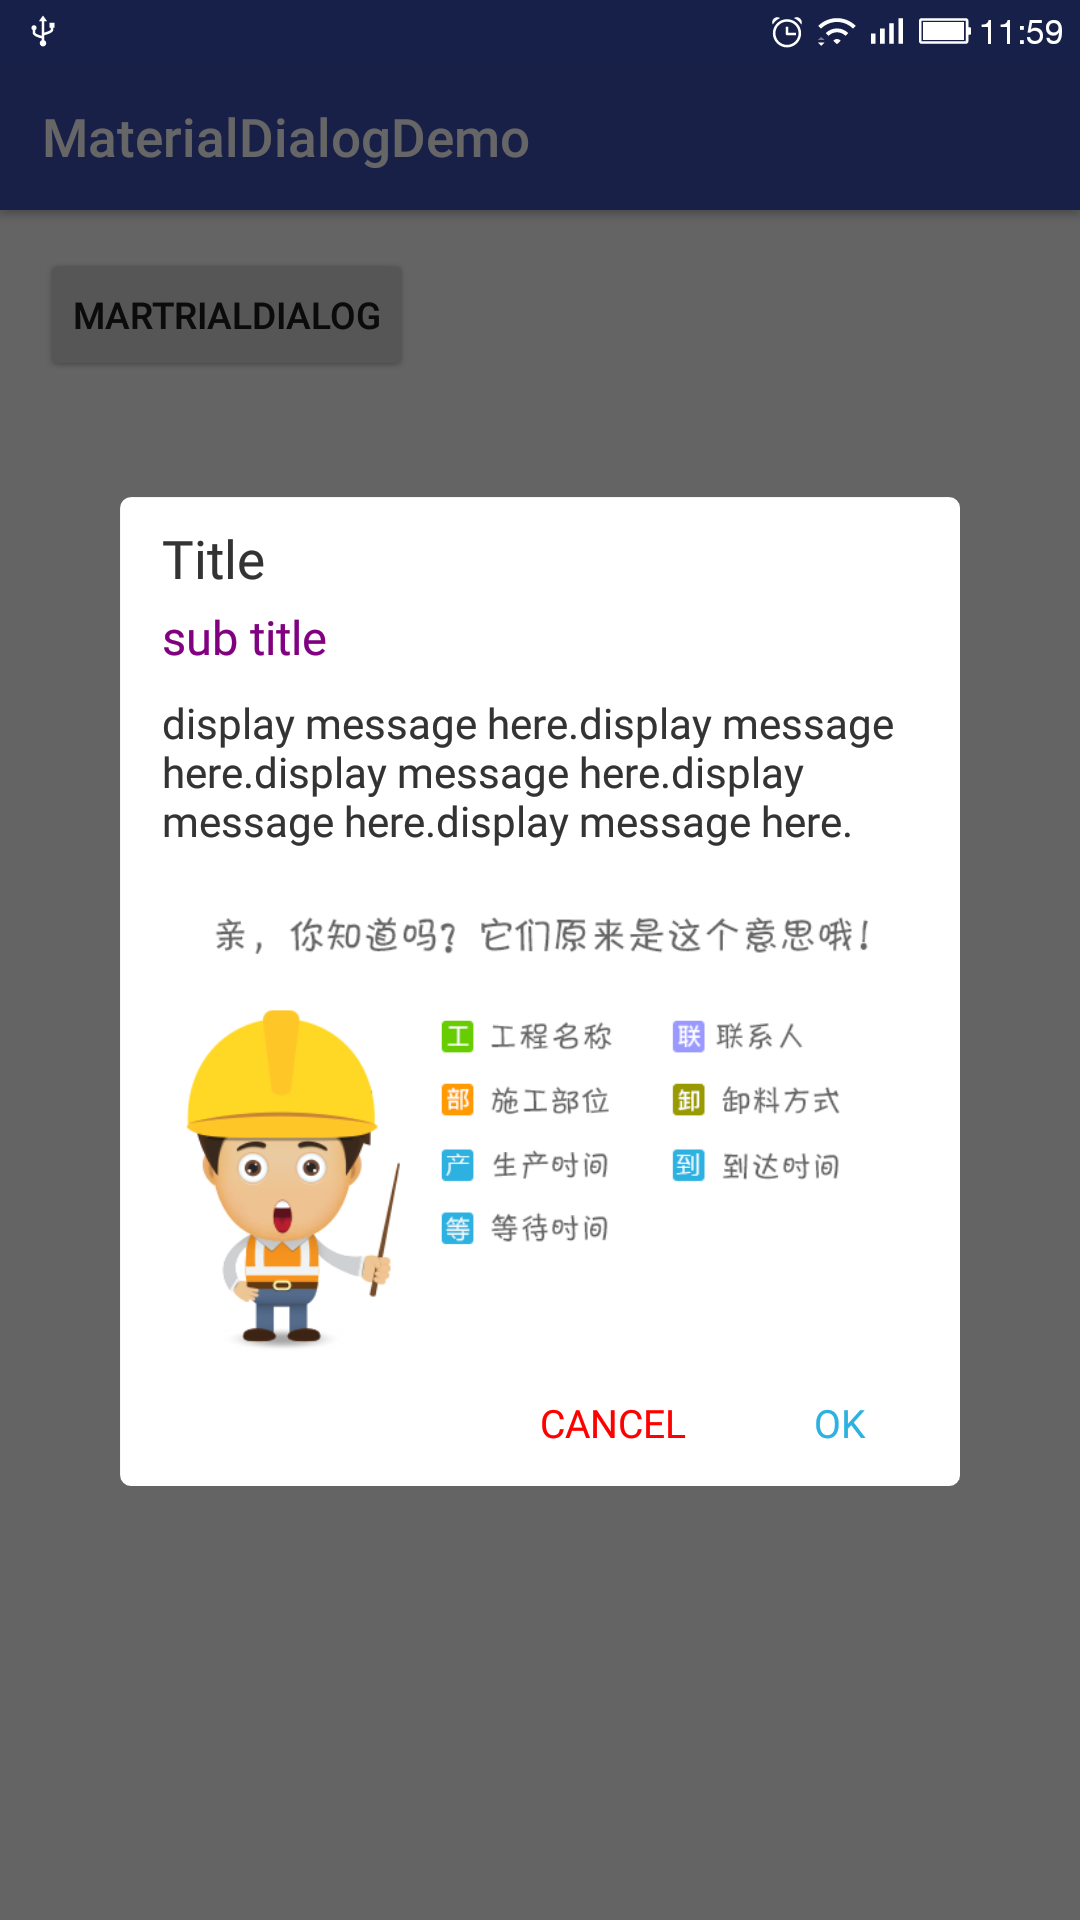 11:59
MaterialDialogDemo
MARTRIALDIALOG
Title
sub title
display message here.display message
here.display message here.display
message here.display message here.
亲，你知道吗？它们原来是这个意思哦！
工 工程名称 联 联系人
部 施工部位 卸 卸料方式
产 生产时间 到 到达时间
等 等待时间
CANCEL OK